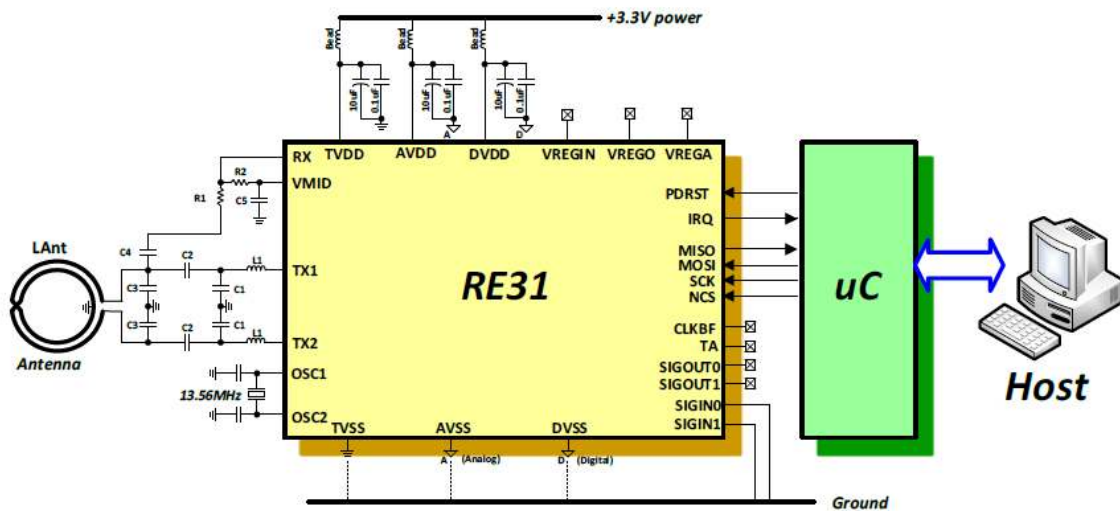 +3.3V power
Bead
Bead
Bead
10uF
0.1uF
10uF
0.1uF
10uF
0.1uF
A
D
RX
TVDD
AVDD
DVDD
VREGIN
VREGO
VREGA
R2
VMID
R1
C5
PDRST
IRQ
LAnt
C4
C2
L1
TX1
MISO
MOSI
SCK
NCS
RE31
uC
C3
C1
C3
C1
C2
L1
TX2
CLKBF
TA
Antenna
OSC1
SIGOUT0
SIGOUT1
13.56MHz
Host
OSC2
SIGIN0
SIGIN1
TVSS
AVSS
DVSS
A (Analog)
D (Digital)
Ground